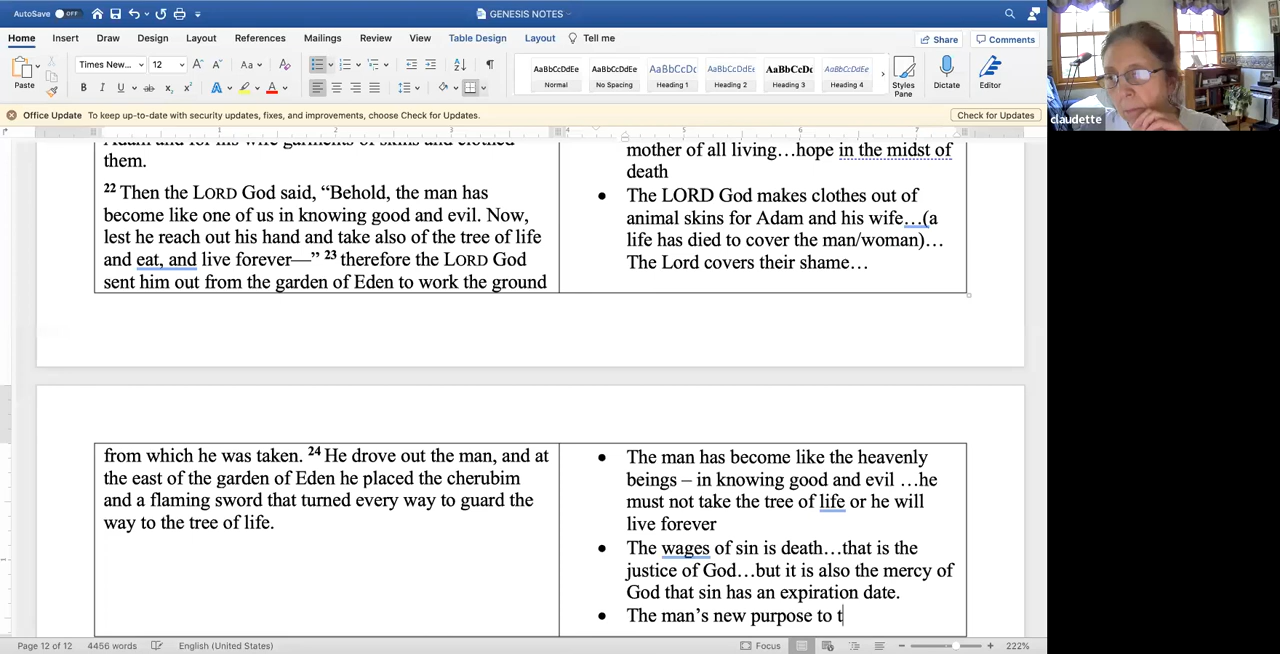 AutoSave OFF
GENESIS NOTES
Home Insert Draw Design Layout References Mailings Review View Table Design Layout Tell me
Share Comments
Paste
Times New... 12
AaBbCcDdEe AaBbCcDdEe AaBbCcDc AaBbCcDdE AaBbCcDc AaBbCcDdEe
Normal No Spacing Heading 1 Heading 2 Heading 3 Heading 4
Styles Pane
Dictate
Editor
Office Update To keep up-to-date with security updates, fixes, and improvements, choose Check for Updates.
Check for Updates
claudette
Adam and for his wife garments of skins and clothed
them.
22 Then the LORD God said, “Behold, the man has
become like one of us in knowing good and evil. Now,
lest he reach out his hand and take also of the tree of life
and eat, and live forever—” 23 therefore the LORD God
sent him out from the garden of Eden to work the ground
mother of all living…hope in the midst of
death
• The LORD God makes clothes out of
animal skins for Adam and his wife…(a
life has died to cover the man/woman)…
The Lord covers their shame…
from which he was taken. 24 He drove out the man, and at
the east of the garden of Eden he placed the cherubim
and a flaming sword that turned every way to guard the
way to the tree of life.
• The man has become like the heavenly
beings – in knowing good and evil …he
must not take the tree of life or he will
live forever
• The wages of sin is death…that is the
justice of God…but it is also the mercy of
God that sin has an expiration date.
• The man’s new purpose to t
Page 12 of 12 4456 words English (United States)
Focus
222%